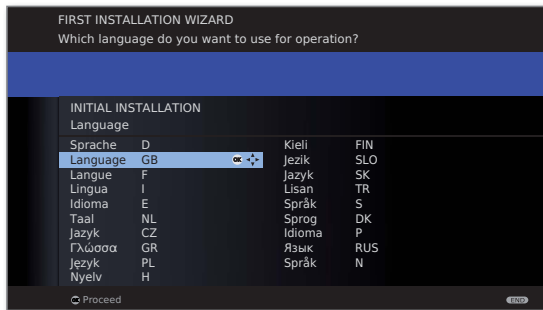 FIRST INSTALLATION WIZARD
Which language do you want to use for operation?
INITIAL INSTALLATION
Language
Sprache D
Language GB OK
Langue F
Lingua I
Idioma E
Taal NL
Jazyk CZ
Γλώσσα GR
Język PL
Nyelv H
Kieli FIN
Jezik SLO
Jazyk SK
Lisan TR
Språk S
Sprog DK
Idioma P
Язык RUS
Språk N
OK Proceed
END